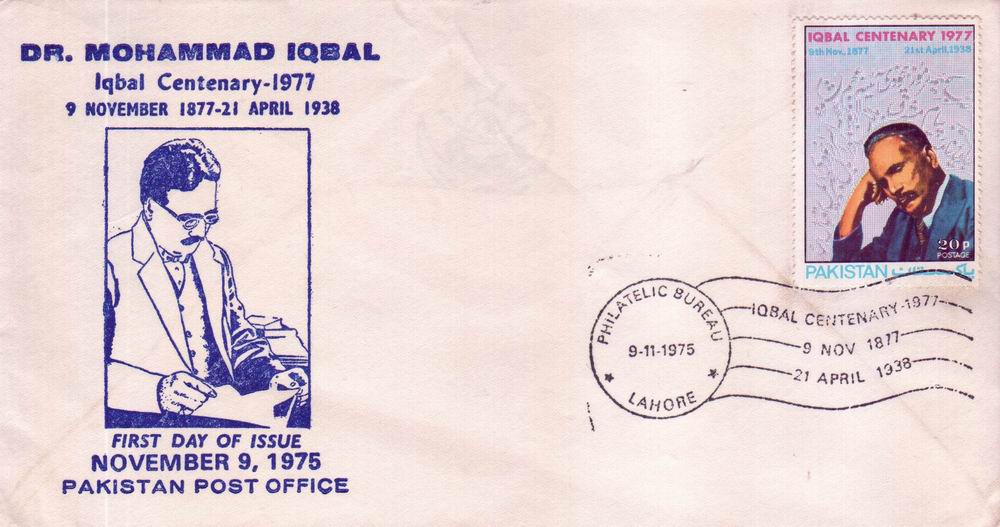 DR. MOHAMMAD IQBAL
Iqbal Centenary-1977
9 NOVEMBER 1877-21 APRIL 1938
FIRST DAY OF ISSUE
NOVEMBER 9, 1975
PAKISTAN POST OFFICE
IQBAL CENTENARY 1977
9th Nov., 1877 21st April, 1938
20p
POSTAGE
PAKISTAN پاکستان
PHILATELIC BUREAU
9-11-1975
LAHORE
IQBAL CENTENARY-1977
9 NOV 1877
21 APRIL 1938